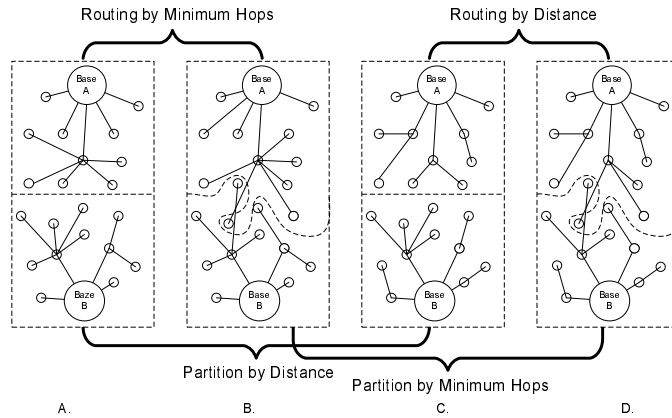 Routing by Minimum Hops
Routing by Distance
Base
A
Base
A
Base
A
Base
A
Baze
B
Base
B
Base
B
Base
B
Partition by Distance
Partition by Minimum Hops
A.
B.
C.
D.